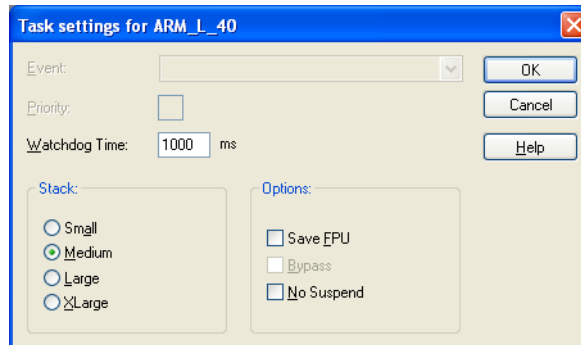 Task settings for ARM_L_40
Event:
OK
Priority:
Cancel
Watchdog Time: 1000 ms
Help
Stack:
Options:
Small
Save FPU
Medium
Bypass
Large
No Suspend
XLarge